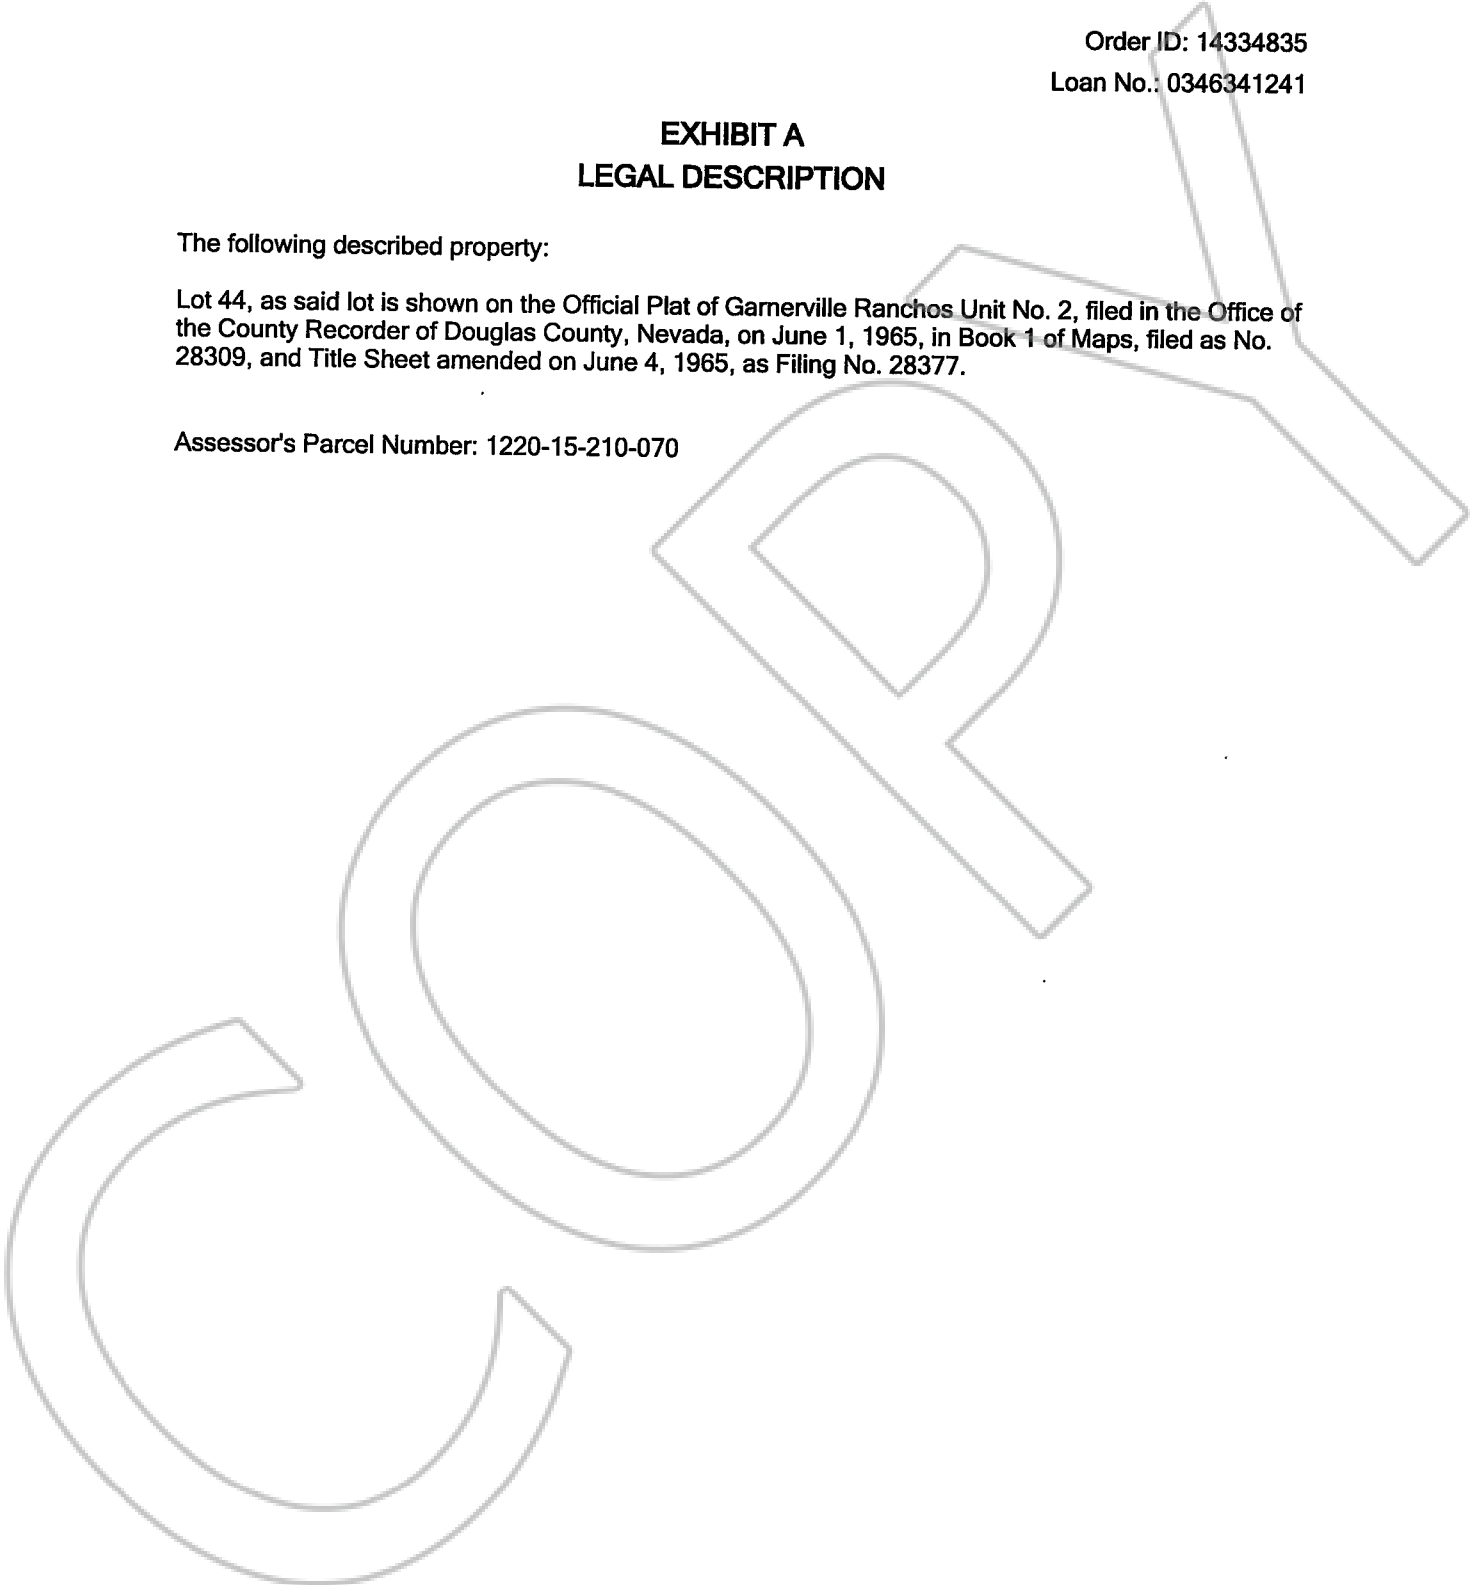 Order ID: 14334835
Loan No.: 0346341241
EXHIBIT A
LEGAL DESCRIPTION
The following described property:
Lot 44, as said lot is shown on the Official Plat of Garnerville Ranchos Unit No. 2, filed in the Office of
the County Recorder of Douglas County, Nevada, on June 1, 1965, in Book 1 of Maps, filed as No.
28309, and Title Sheet amended on June 4, 1965, as Filing No. 28377.
Assessor's Parcel Number: 1220-15-210-070
COPY